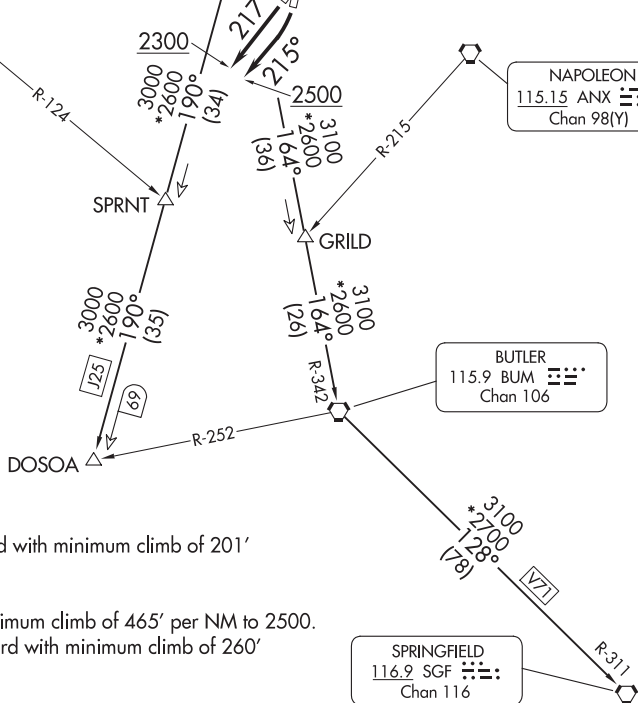 217
2300
215°
2500
3000
*2600
190°
(34)
R-124
3100
*2600
164°
(36)
R-215
NAPOLEON
115.15 ANX
Chan 98(Y)
SPRNT
GRILD
3000
*2600
190°
(35)
3100
*2600
164°
(26)
J25
69
R-342
BUTLER
115.9 BUM
Chan 106
R-252
DOSOA
3100
*2700
128°
(78)
V71
d with minimum climb of 201′
imum climb of 465′ per NM to 2500.
rd with minimum climb of 260′
R-311
SPRINGFIELD
116.9 SGF
Chan 116